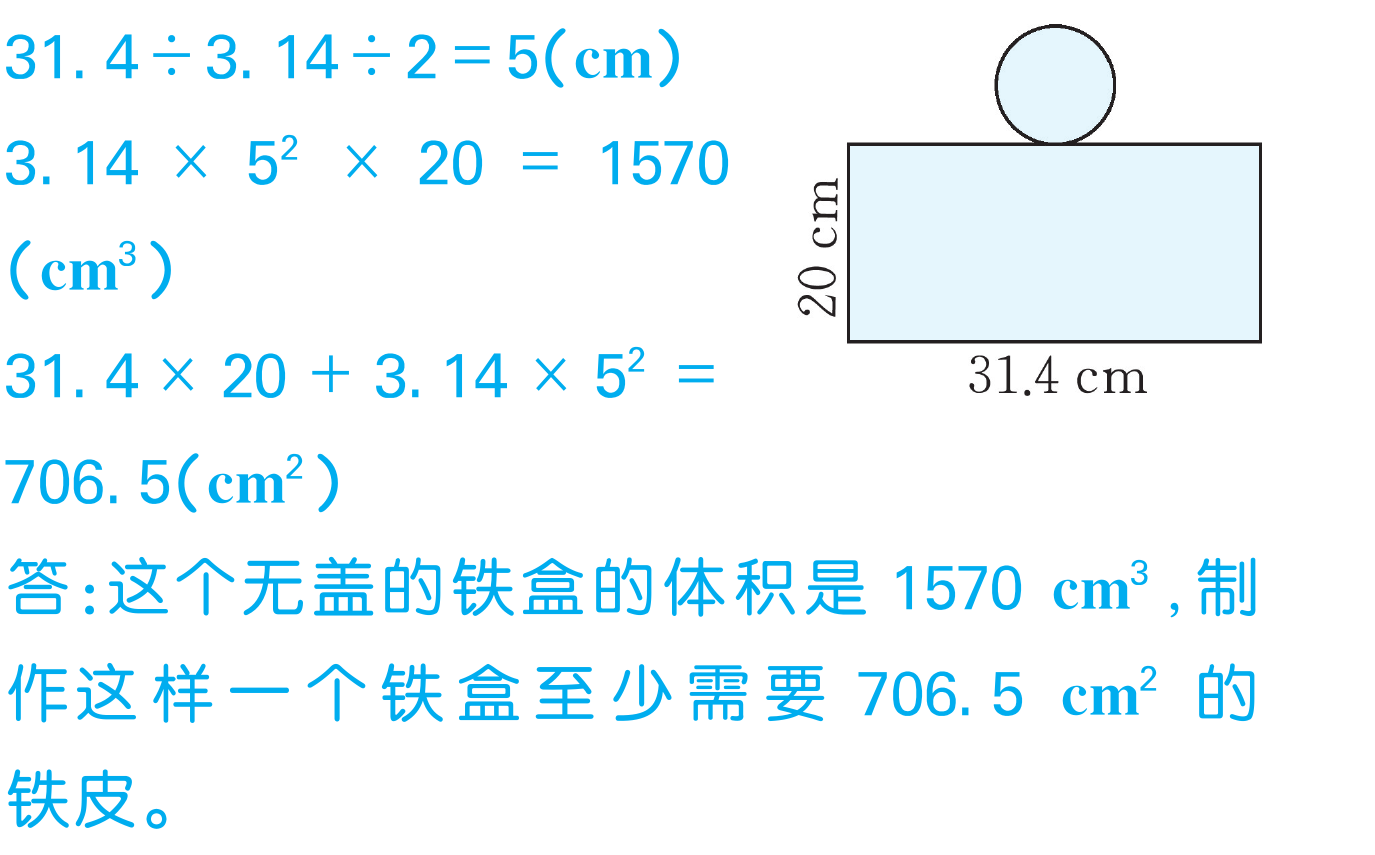 31.4÷3.14÷2=5(cm)
3.14 × 5² × 20 = 1570
(cm³)
31.4 × 20 + 3.14 × 5² =
706.5(cm²)
答:这个无盖的铁盒的体积是 1570 cm³,制
作这样一个铁盒至少需要 706.5 cm² 的
铁皮。
20 cm
31.4 cm